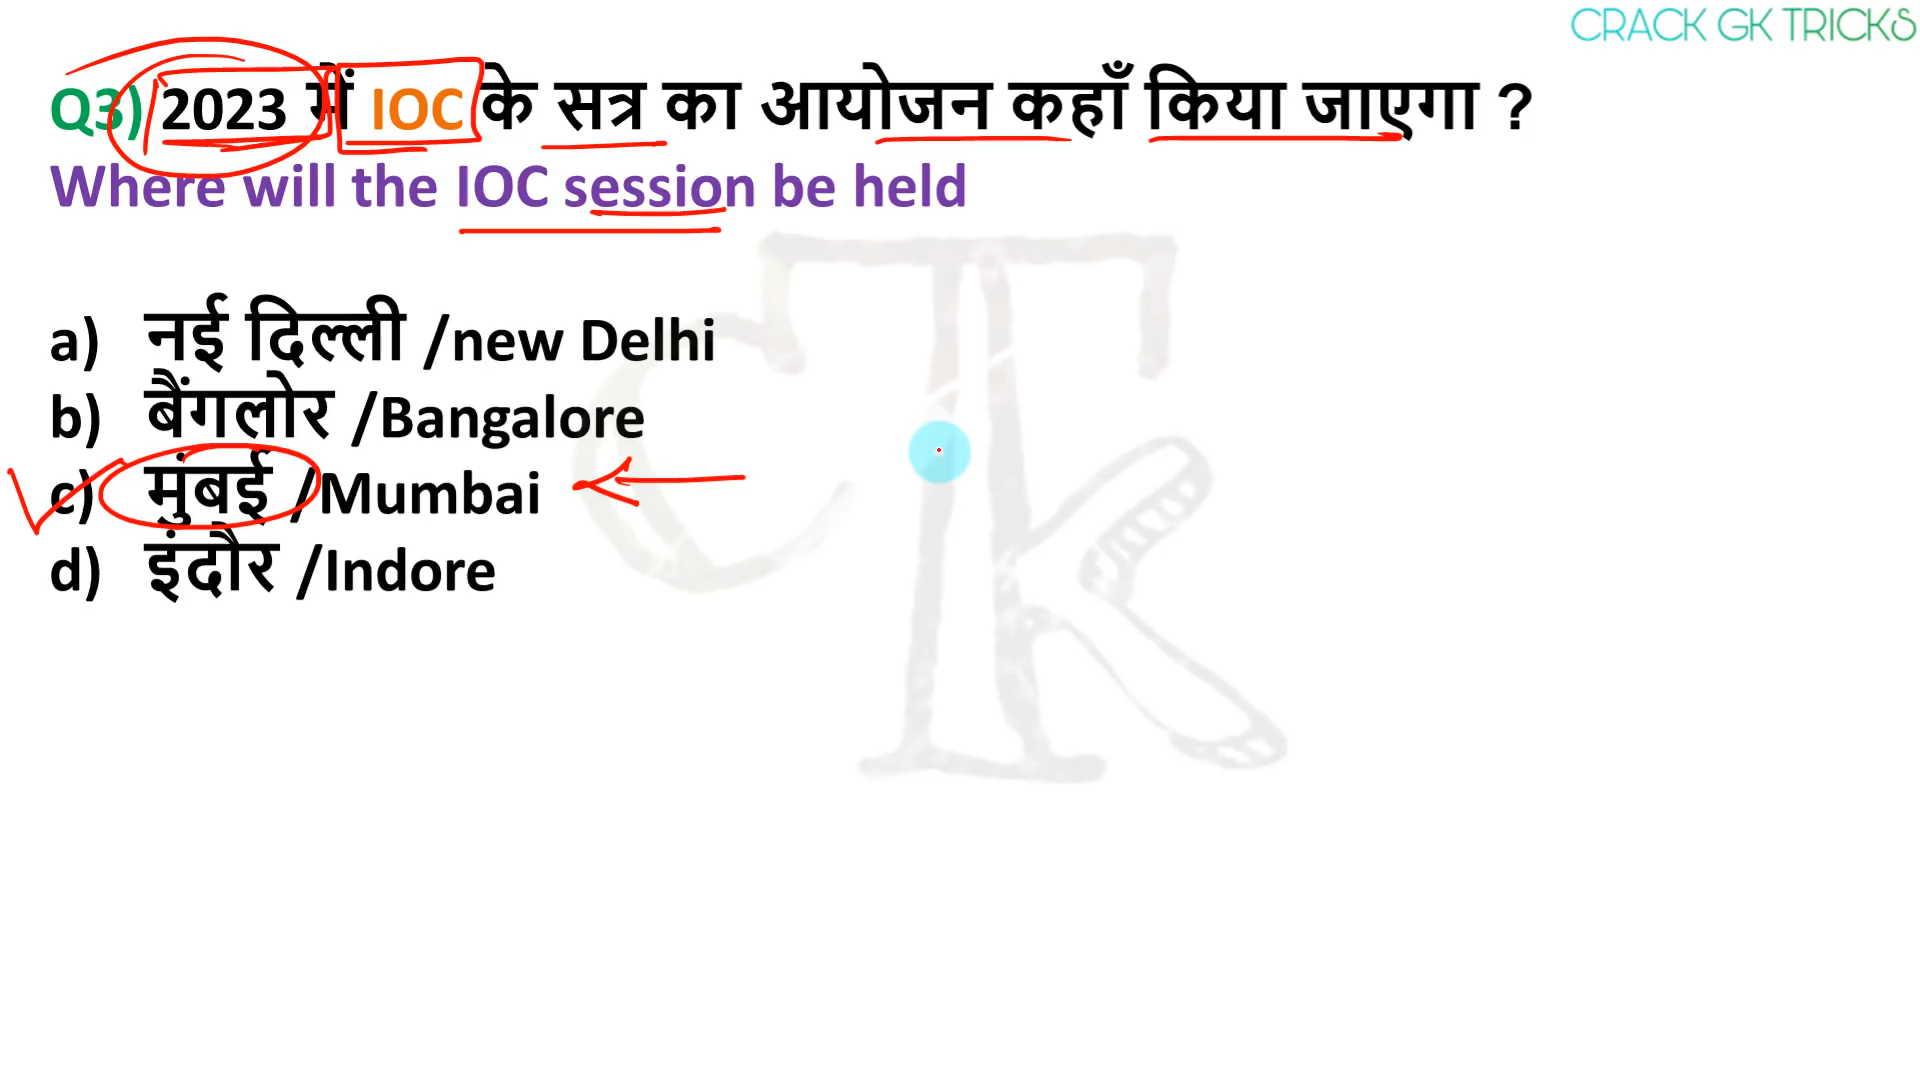 CRACK GK TRICKS
Q3) 2023 में IOC के सत्र का आयोजन कहाँ किया जाएगा ?
Where will the IOC session be held
a) नई दिल्ली /new Delhi
b) बैंगलोर /Bangalore
c) मुंबई /Mumbai
d) इंदौर /Indore